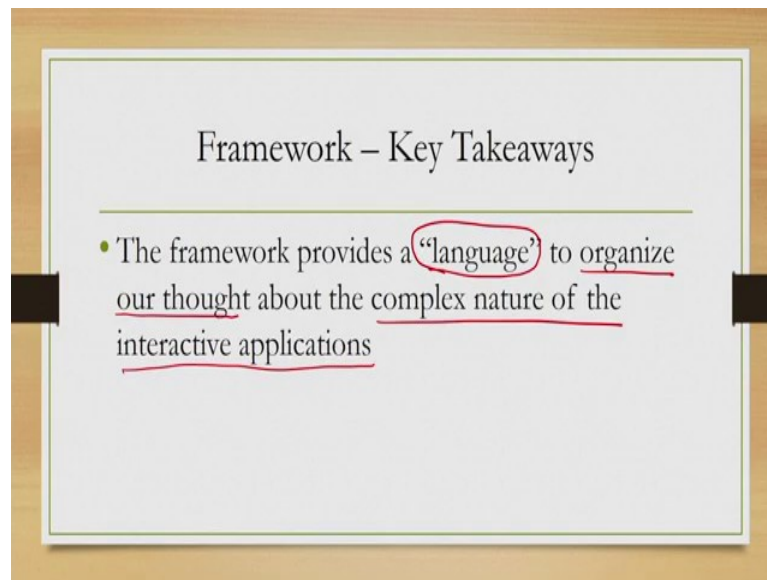 Framework – Key Takeaways
• The framework provides a “language” to organize
our thought about the complex nature of the
interactive applications